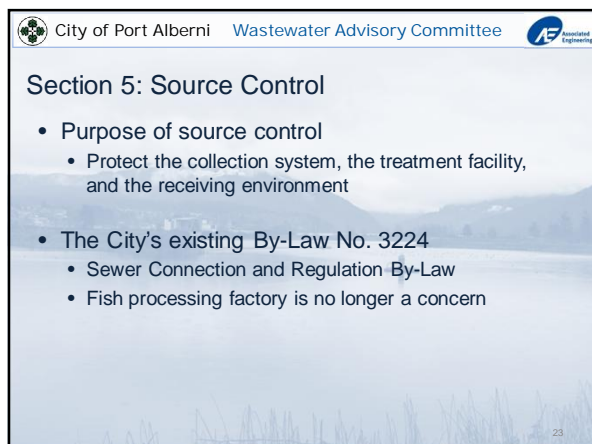 City of Port Alberni Wastewater Advisory Committee
AE Associated
Engineering
Section 5: Source Control
• Purpose of source control
• Protect the collection system, the treatment facility,
and the receiving environment
• The City's existing By-Law No. 3224
• Sewer Connection and Regulation By-Law
• Fish processing factory is no longer a concern
23